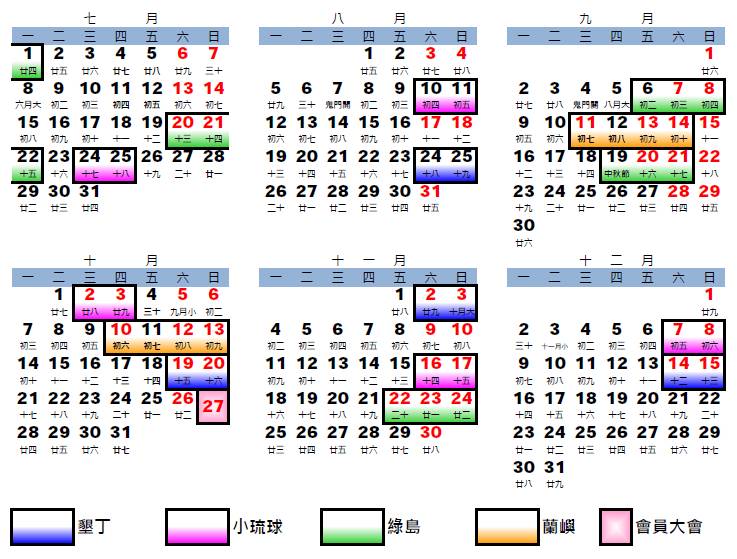 七 月
一 二 三 四 五 六 日
1 2 3 4 5 6 7
廿四 廿五 廿六 廿七 廿八 廿九 三十
8 9 10 11 12 13 14
六月大 初二 初三 初四 初五 初六 初七
15 16 17 18 19 20 21
初八 初九 初十 十一 十二 十三 十四
22 23 24 25 26 27 28
十五 十六 十七 十八 十九 二十 廿一
29 30 31
廿二 廿三 廿四
八 月
一 二 三 四 五 六 日
1 2 3 4
廿五 廿六 廿七 廿八
5 6 7 8 9 10 11
廿九 三十 鬼門開 初二 初三 初四 初五
12 13 14 15 16 17 18
初六 初七 初八 初九 初十 十一 十二
19 20 21 22 23 24 25
十三 十四 十五 十六 十七 十八 十九
26 27 28 29 30 31
二十 廿一 廿二 廿三 廿四 廿五
九 月
一 二 三 四 五 六 日
1
廿六
2 3 4 5 6 7 8
廿七 廿八 鬼門關 八月大 初二 初三 初四
9 10 11 12 13 14 15
初五 初六 初七 初八 初九 初十 十一
16 17 18 19 20 21 22
十二 十三 十四 中秋節 十六 十七 十八
23 24 25 26 27 28 29
十九 二十 廿一 廿二 廿三 廿四 廿五
30
廿六
十 月
一 二 三 四 五 六 日
1 2 3 4 5 6
廿七 廿八 廿九 三十 九月小 初二
7 8 9 10 11 12 13
初三 初四 初五 初六 初七 初八 初九
14 15 16 17 18 19 20
初十 十一 十二 十三 十四 十五 十六
21 22 23 24 25 26 27
十七 十八 十九 二十 廿一 廿二
28 29 30 31
廿四 廿五 廿六 廿七
十 一 月
一 二 三 四 五 六 日
1 2 3
廿八 廿九 十月大
4 5 6 7 8 9 10
初二 初三 初四 初五 初六 初七 初八
11 12 13 14 15 16 17
初九 初十 十一 十二 十三 十四 十五
18 19 20 21 22 23 24
十六 十七 十八 十九 二十 廿一 廿二
25 26 27 28 29 30
廿三 廿四 廿五 廿六 廿七 廿八
十 二 月
一 二 三 四 五 六 日
1
廿九
2 3 4 5 6 7 8
三十 十一月小 初二 初三 初四 初五 初六
9 10 11 12 13 14 15
初七 初八 初九 初十 十一 十二 十三
16 17 18 19 20 21 22
十四 十五 十六 十七 十八 十九 二十
23 24 25 26 27 28 29
廿一 廿二 廿三 廿四 廿五 廿六 廿七
30 31
廿八 廿九
墾丁 小琉球 綠島 蘭嶼 會員大會